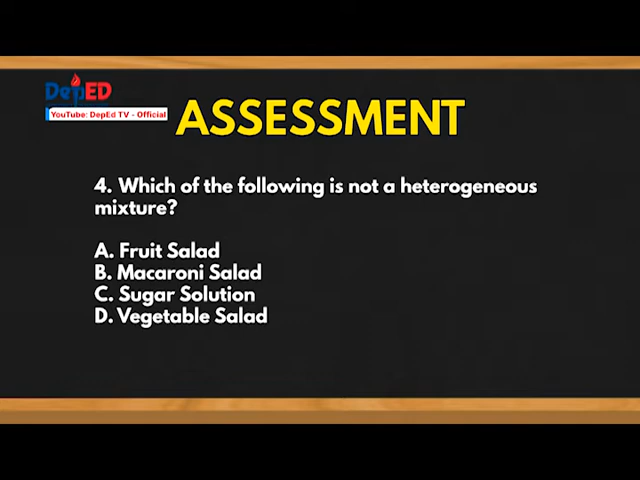 DepED
YouTube: DepEd TV - Official
ASSESSMENT
4. Which of the following is not a heterogeneous
mixture?
A. Fruit Salad
B. Macaroni Salad
C. Sugar Solution
D. Vegetable Salad